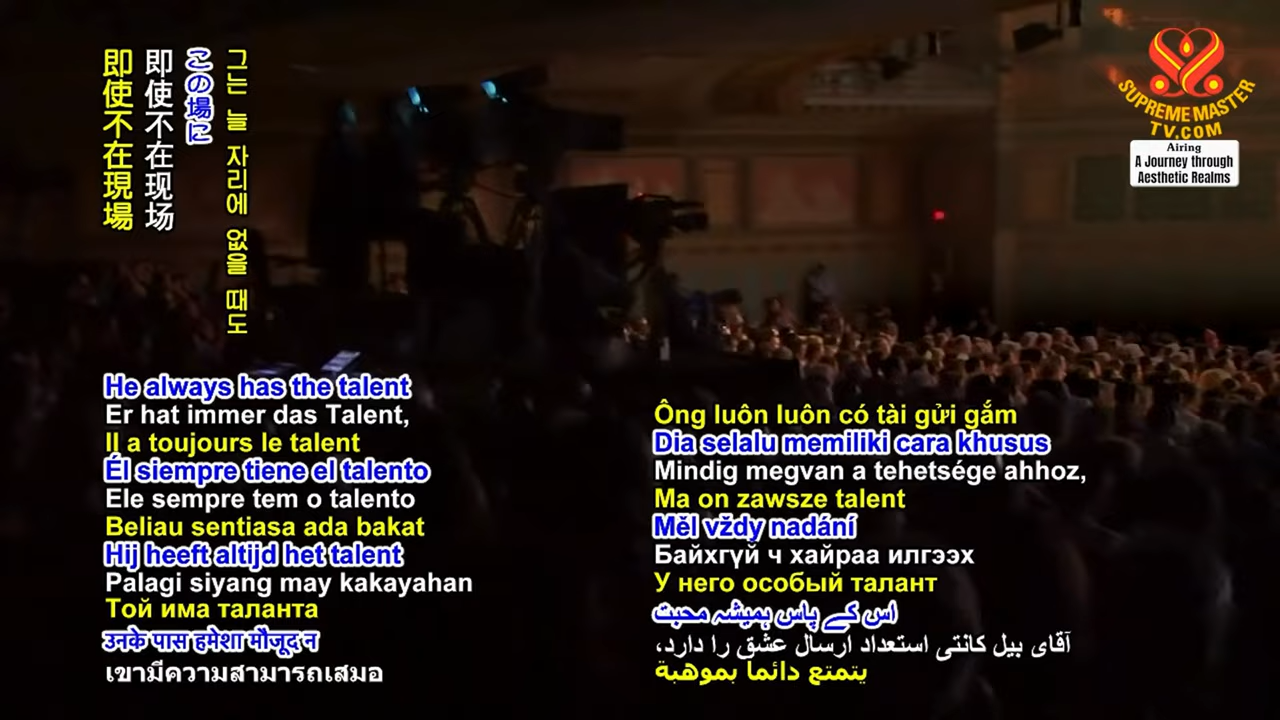 即使不在現場
即使不在现场
この場に
그는 늘 자리에 없을 때도
SUPREME MASTER
TV.COM
Airing
A Journey through
Aesthetic Realms
He always has the talent
Er hat immer das Talent,
Il a toujours le talent
Él siempre tiene el talento
Ele sempre tem o talento
Beliau sentiasa ada bakat
Hij heeft altijd het talent
Palagi siyang may kakayahan
Той има таланта
उनके पास हमेशा मौजूद न
เขามีความสามารถเสมอ
Ông luôn luôn có tài gửi gắm
Dia selalu memiliki cara khusus
Mindig megvan a tehetsége ahhoz,
Ma on zawsze talent
Měl vždy nadání
Байхгүй ч хайраа илгээх
У него особый талант
اس کے پاس ہمیشہ محبت
آقای بیل کانتی استعداد ارسال عشق را دارد،
يتمتع دائما بموهبة